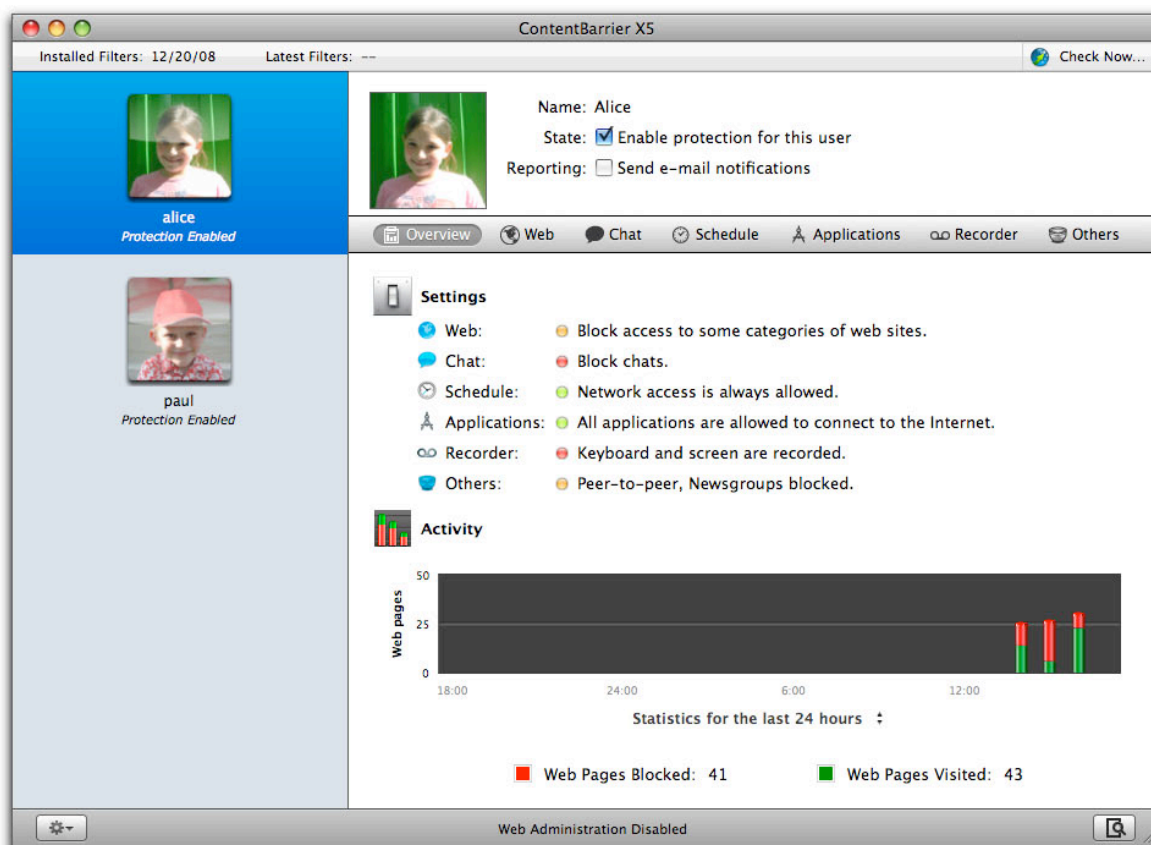 ContentBarrier X5
Installed Filters: 12/20/08 Latest Filters: -- Check Now...
alice
Protection Enabled
paul
Protection Enabled
Name: Alice
State: Enable protection for this user
Reporting: Send e-mail notifications
Overview Web Chat Schedule Applications Recorder Others
Settings
Web: Block access to some categories of web sites.
Chat: Block chats.
Schedule: Network access is always allowed.
Applications: All applications are allowed to connect to the Internet.
Recorder: Keyboard and screen are recorded.
Others: Peer-to-peer, Newsgroups blocked.
Activity
Web pages
50
25
0
18:00 24:00 6:00 12:00
Statistics for the last 24 hours
Web Pages Blocked: 41 Web Pages Visited: 43
Web Administration Disabled